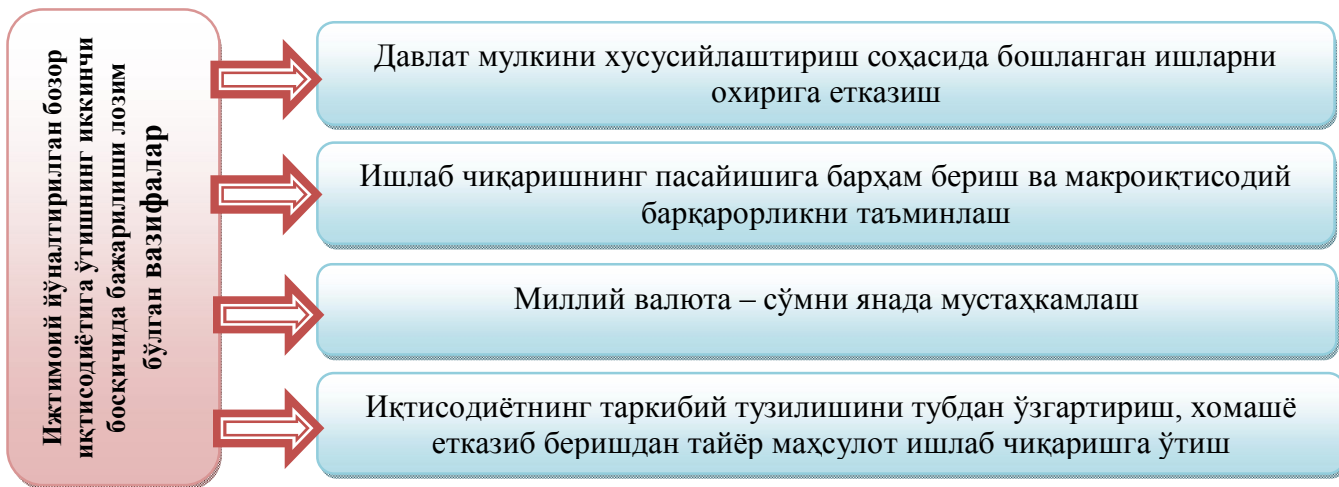 Ижтимоий йўналтирилган бозор
иқтисодиётига ўтишнинг иккинчи
босқичида бажарилиши лозим
бўлган вазифалар
Давлат мулкини хусусийлаштириш соҳасида бошланган ишларни
охирига етказиш
Ишлаб чиқаришнинг пасайишига барҳам бериш ва макроиқтисодий
барқарорликни таъминлаш
Миллий валюта – сўмни янада мустаҳкамлаш
Иқтисодиётнинг таркибий тузилишини тубдан ўзгартириш, хомашё
етказиб беришдан тайёр маҳсулот ишлаб чиқаришга ўтиш